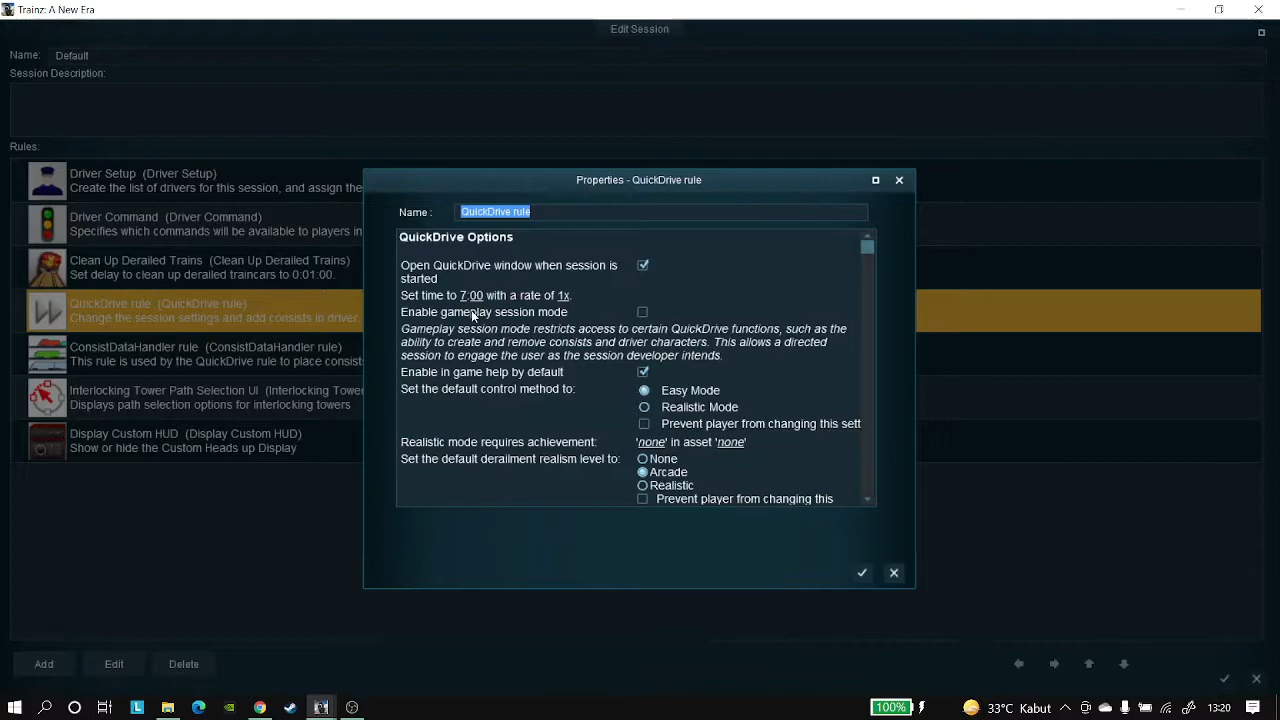 Trainz: A New Era
Edit Session
Name: Default
Session Description:
Rules:
Driver Setup (Driver Setup)
Create the list of drivers for this session, and assign the
Driver Command (Driver Command)
Specifies which commands will be available to players in
Clean Up Derailed Trains (Clean Up Derailed Trains)
Set delay to clean up derailed traincars to 0:01:00.
QuickDrive rule (QuickDrive rule)
Change the session settings and add consists in driver.
ConsistDataHandler rule (ConsistDataHandler rule)
This rule is used by the QuickDrive rule to place consists
Interlocking Tower Path Selection UI (Interlocking Tower
Displays path selection options for interlocking towers
Display Custom HUD (Display Custom HUD)
Show or hide the Custom Heads up Display
Properties - QuickDrive rule
Name : QuickDrive rule
QuickDrive Options
Open QuickDrive window when session is
started
Set time to 7:00 with a rate of 1x.
Enable gameplay session mode
Gameplay session mode restricts access to certain QuickDrive functions, such as the
ability to create and remove consists and driver characters. This allows a directed
session to engage the user as the session developer intends.
Enable in game help by default
Set the default control method to: Easy Mode
Realistic Mode
Prevent player from changing this sett
Realistic mode requires achievement: 'none' in asset 'none'
Set the default derailment realism level to: None
Arcade
Realistic
Prevent player from changing this
Add Edit Delete
100% 33°C Kabut 13:20